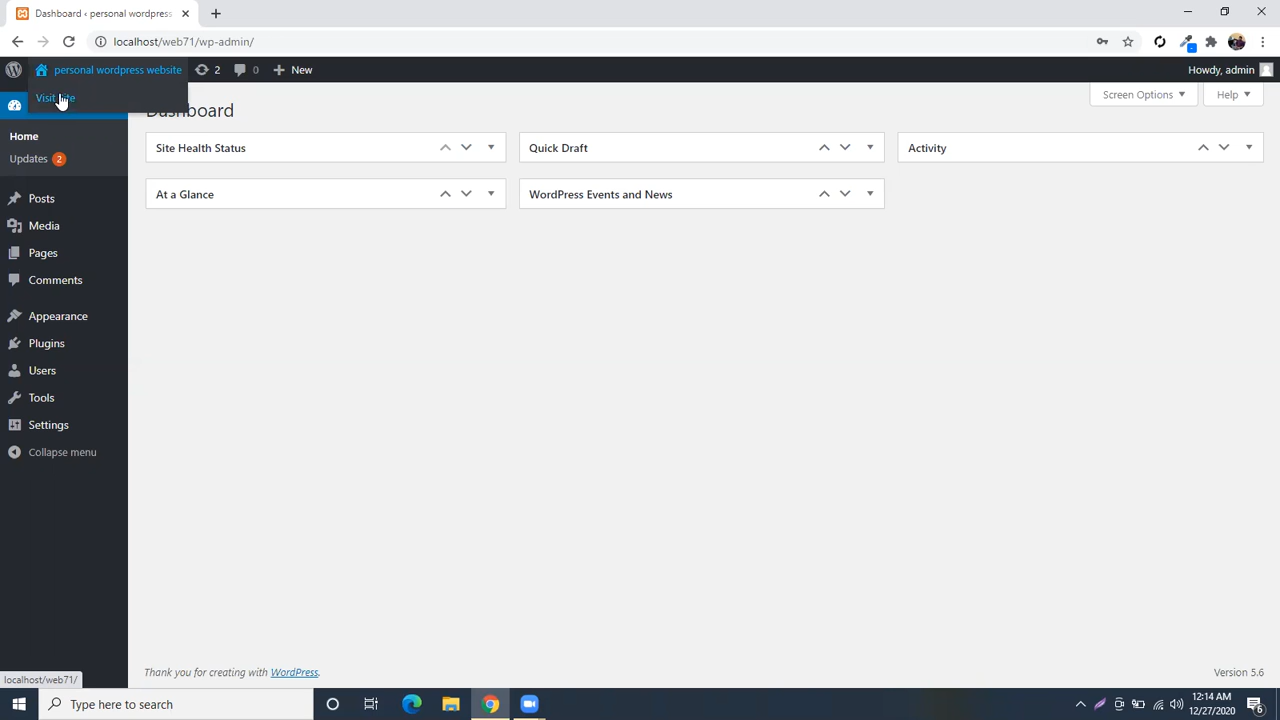 Dashboard ‹ personal wordpress
localhost/web71/wp-admin/
personal wordpress website
2
0
New
Howdy, admin
Visit Site
Dashboard
Screen Options
Help
Home
Updates 2
Posts
Media
Pages
Comments
Appearance
Plugins
Users
Tools
Settings
Collapse menu
Site Health Status
Quick Draft
Activity
At a Glance
WordPress Events and News
Thank you for creating with WordPress.
Version 5.6
localhost/web71/
Type here to search
12:14 AM
12/27/2020
6